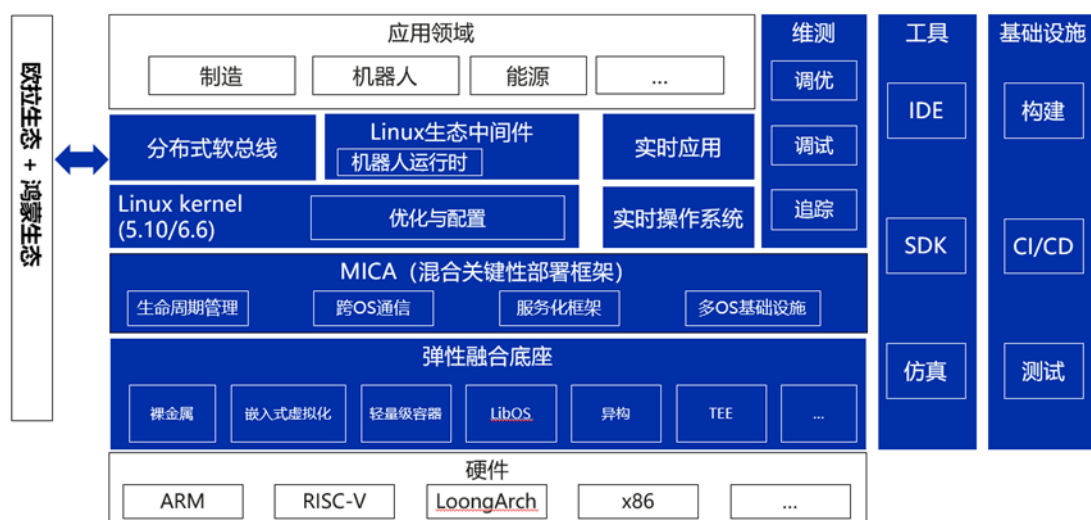 欧拉生态 + 鸿蒙生态
应用领域
制造
机器人
能源
...
分布式软总线
Linux生态中间件
机器人运行时
实时应用
Linux kernel
(5.10/6.6)
优化与配置
实时操作系统
MICA（混合关键性部署框架）
生命周期管理
跨OS通信
服务化框架
多OS基础设施
弹性融合底座
裸金属
嵌入式虚拟化
轻量级容器
LibOS
异构
TEE
...
硬件
ARM
RISC-V
LoongArch
x86
...
维测
调优
调试
追踪
工具
IDE
SDK
仿真
基础设施
构建
CI/CD
测试